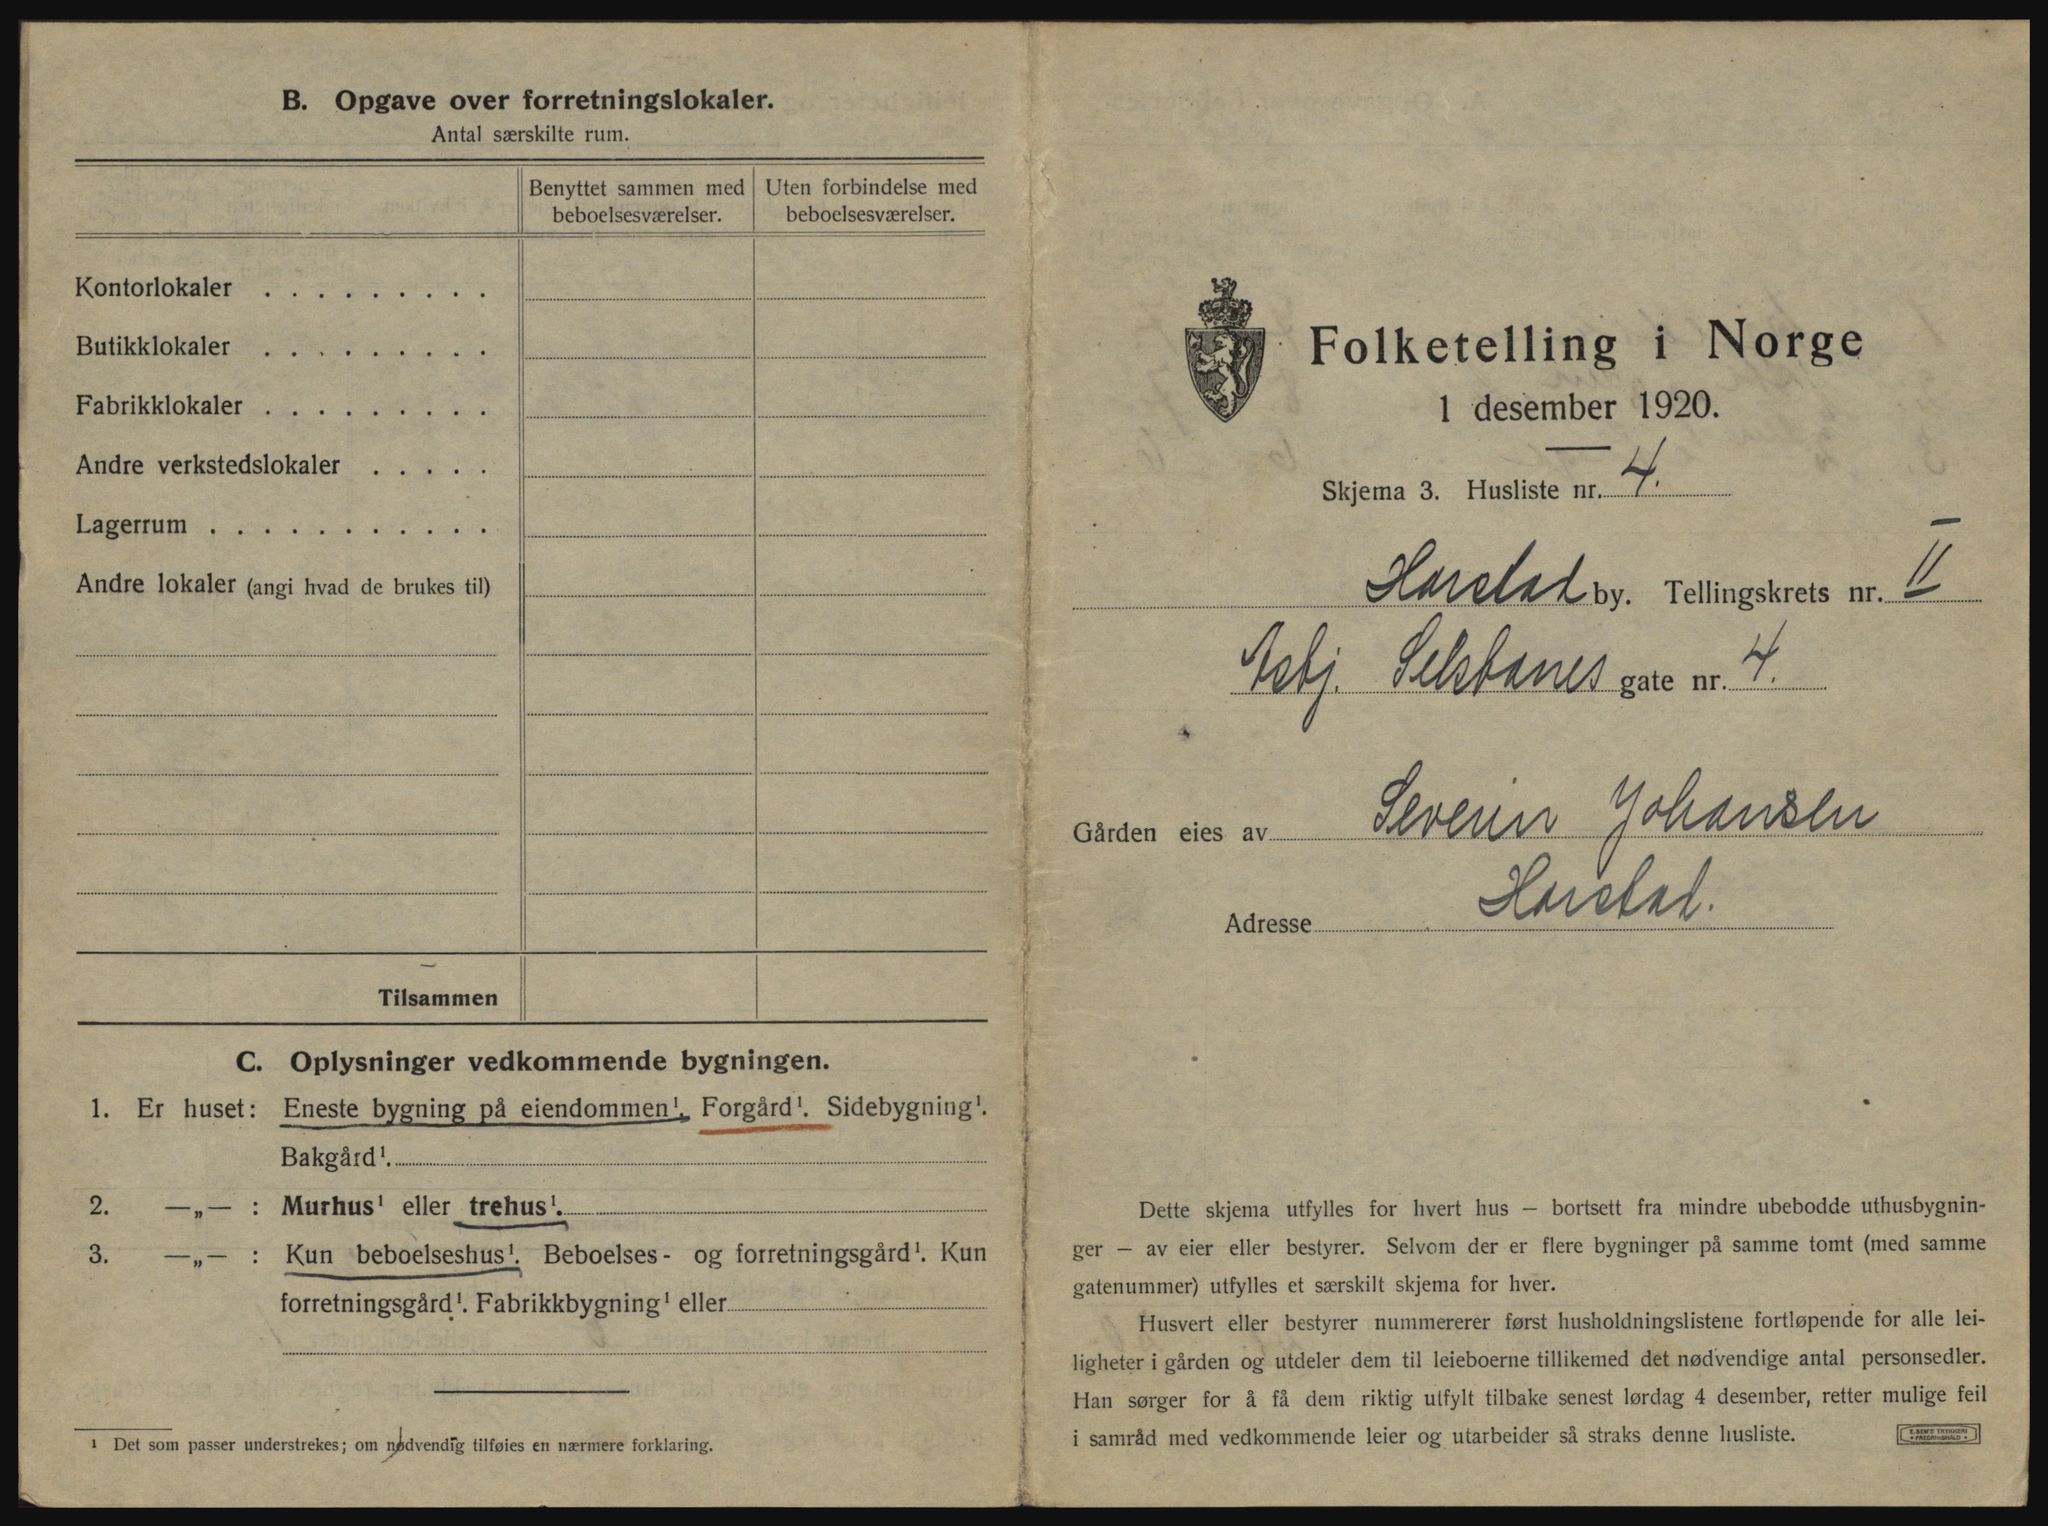 B. Opgave over forretningslokaler.
Antal særskilte rum.
Benyttet sammen med beboelsesværelser.
Uten forbindelse med beboelsesværelser.
Kontorlokaler . . . . . . . . .
Butikklokaler . . . . . . . . .
Fabrikklokaler . . . . . . . . .
Andre verkstedslokaler . . . . .
Lagerrum . . . . . . . . . . .
Andre lokaler (angi hvad de brukes til)
Tilsammen
C. Oplysninger vedkommende bygningen.
1. Er huset: Eneste bygning på eiendommen¹. Forgård¹. Sidebygning¹.
Bakgård¹.
2. —„— : Murhus¹ eller trehus¹.
3. —„— : Kun beboelseshus¹. Beboelses- og forretningsgård¹. Kun
forretningsgård¹. Fabrikkbygning¹ eller
¹ Det som passer understrekes; om nødvendig tilføies en nærmere forklaring.
Folketelling i Norge
1 desember 1920.
Skjema 3. Husliste nr. 4.
Harstad by. Tellingskrets nr. II
Asbj. Selsbanes gate nr. 4.
Gården eies av Severin Johansen
Adresse Harstad.
Dette skjema utfylles for hvert hus — bortsett fra mindre ubebodde uthusbygnin-
ger — av eier eller bestyrer. Selvom der er flere bygninger på samme tomt (med samme
gatenummer) utfylles et særskilt skjema for hver.
Husvert eller bestyrer nummererer først husholdningslistene fortløpende for alle lei-
ligheter i gården og utdeler dem til leieboerne tillikemed det nødvendige antal personsedler.
Han sørger for å få dem riktig utfylt tilbake senest lørdag 4 desember, retter mulige feil
i samråd med vedkommende leier og utarbeider så straks denne husliste.
E. SEM'S TRYKKERI
• FREDRIKSHALD •